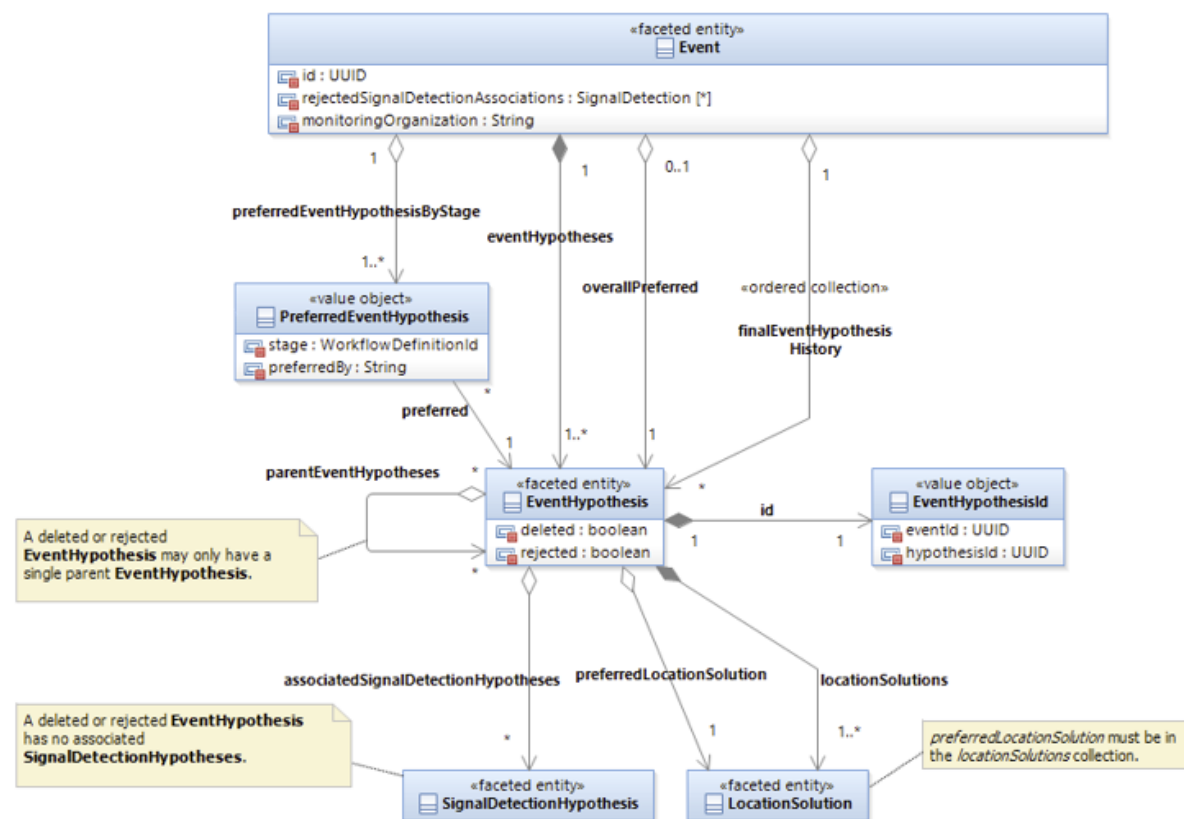 «faceted entity»
Event
id : UUID
rejectedSignalDetectionAssociations : SignalDetection [*]
monitoringOrganization : String
1
1
0..1
1
preferredEventHypothesisByStage
eventHypotheses
1..*
overallPreferred
«ordered collection»
finalEventHypothesis
History
«value object»
PreferredEventHypothesis
stage : WorkflowDefinitionId
preferredBy : String
*
preferred
1
1..*
1
*
parentEventHypotheses
*
«faceted entity»
EventHypothesis
deleted : boolean
rejected : boolean
*
id
1
1
«value object»
EventHypothesisId
eventId : UUID
hypothesisId : UUID
A deleted or rejected
EventHypothesis may only have a
single parent EventHypothesis.
associatedSignalDetectionHypotheses
preferredLocationSolution
locationSolutions
*
1
1..*
A deleted or rejected EventHypothesis
has no associated
SignalDetectionHypotheses.
preferredLocationSolution must be in
the locationSolutions collection.
«faceted entity»
SignalDetectionHypothesis
«faceted entity»
LocationSolution